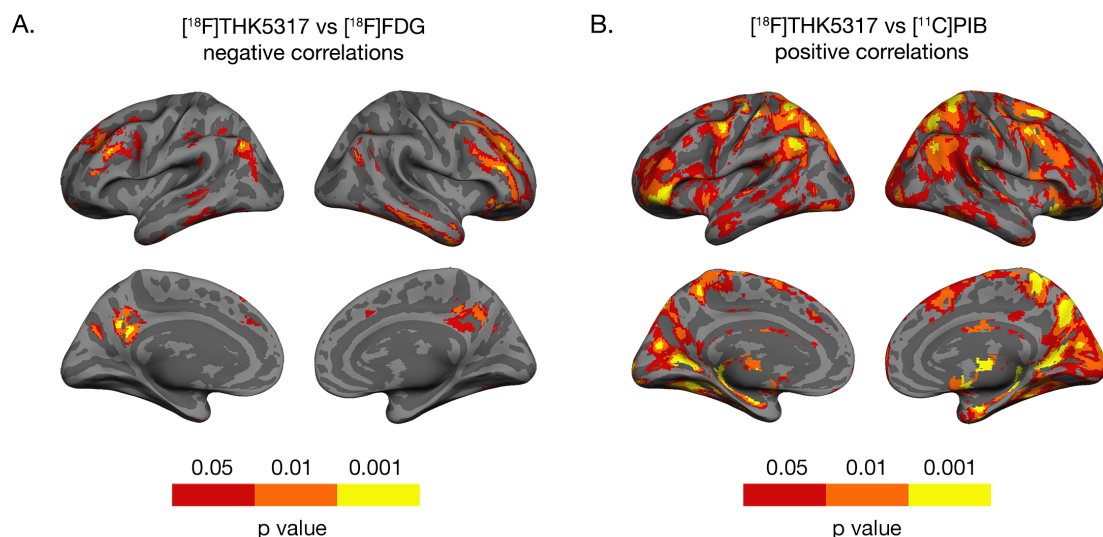 A.
[¹⁸F]THK5317 vs [¹⁸F]FDG
negative correlations
0.05 0.01 0.001
p value
B.
[¹⁸F]THK5317 vs [¹¹C]PIB
positive correlations
0.05 0.01 0.001
p value